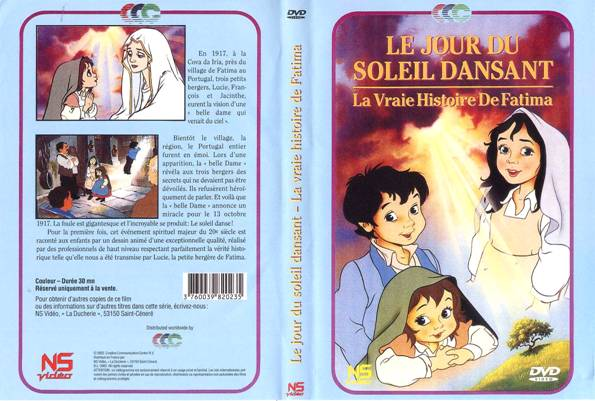 CCC
En 1917, à la
Cova da Iria, près du
village de Fatima au
Portugal, trois petits
bergers, Lucie, Fran-
çois et Jacinthe,
eurent la vision d'une
« belle dame qui
venait du ciel ».
Bientôt le village, la
région, le Portugal entier
furent en émoi. Lors d'une
apparition, la « belle Dame »
révéla aux trois bergers des
secrets qui ne devaient pas être
dévoilés. Ils refusèrent héroï-
quement de parler. Et voilà que
la « belle Dame » annonce un
miracle pour le 13 octobre
1917. La foule est gigantesque et l'incroyable se produit: Le soleil danse!
Pour la première fois, cet événement spirituel majeur du 20e siècle est
raconté aux enfants par un dessin animé d'une exceptionnelle qualité, réalisé
par des professionnels de haut niveau respectant parfaitement la vérité histo-
rique telle qu'elle nous a été transmise par Lucie, la petite bergère de Fatima.
Couleur – Durée 30 mn
Réservé uniquement à la vente.
Pour obtenir d'autres copies de ce film
ou des informations sur d'autres titres dans cette série, écrivez-nous :
NS Vidéo, « La Ducherie », 53150 Saint-Céneré
3 760039 820235
Distributed worldwide by
CCC
NS
vidéo
DVD
VIDEO
Le jour du soleil dansant – La vraie histoire de Fatima
NS
vidéo
CCC
LE JOUR DU
SOLEIL DANSANT
La Vraie Histoire De Fatima
NS
DVD
VIDEO